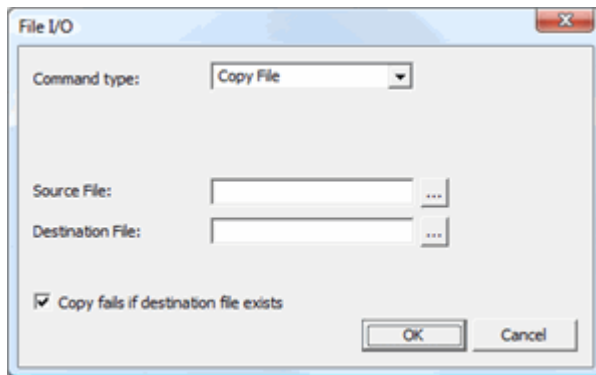 File I/O
Command type: Copy File
Source File: ...
Destination File: ...
Copy fails if destination file exists
OK Cancel